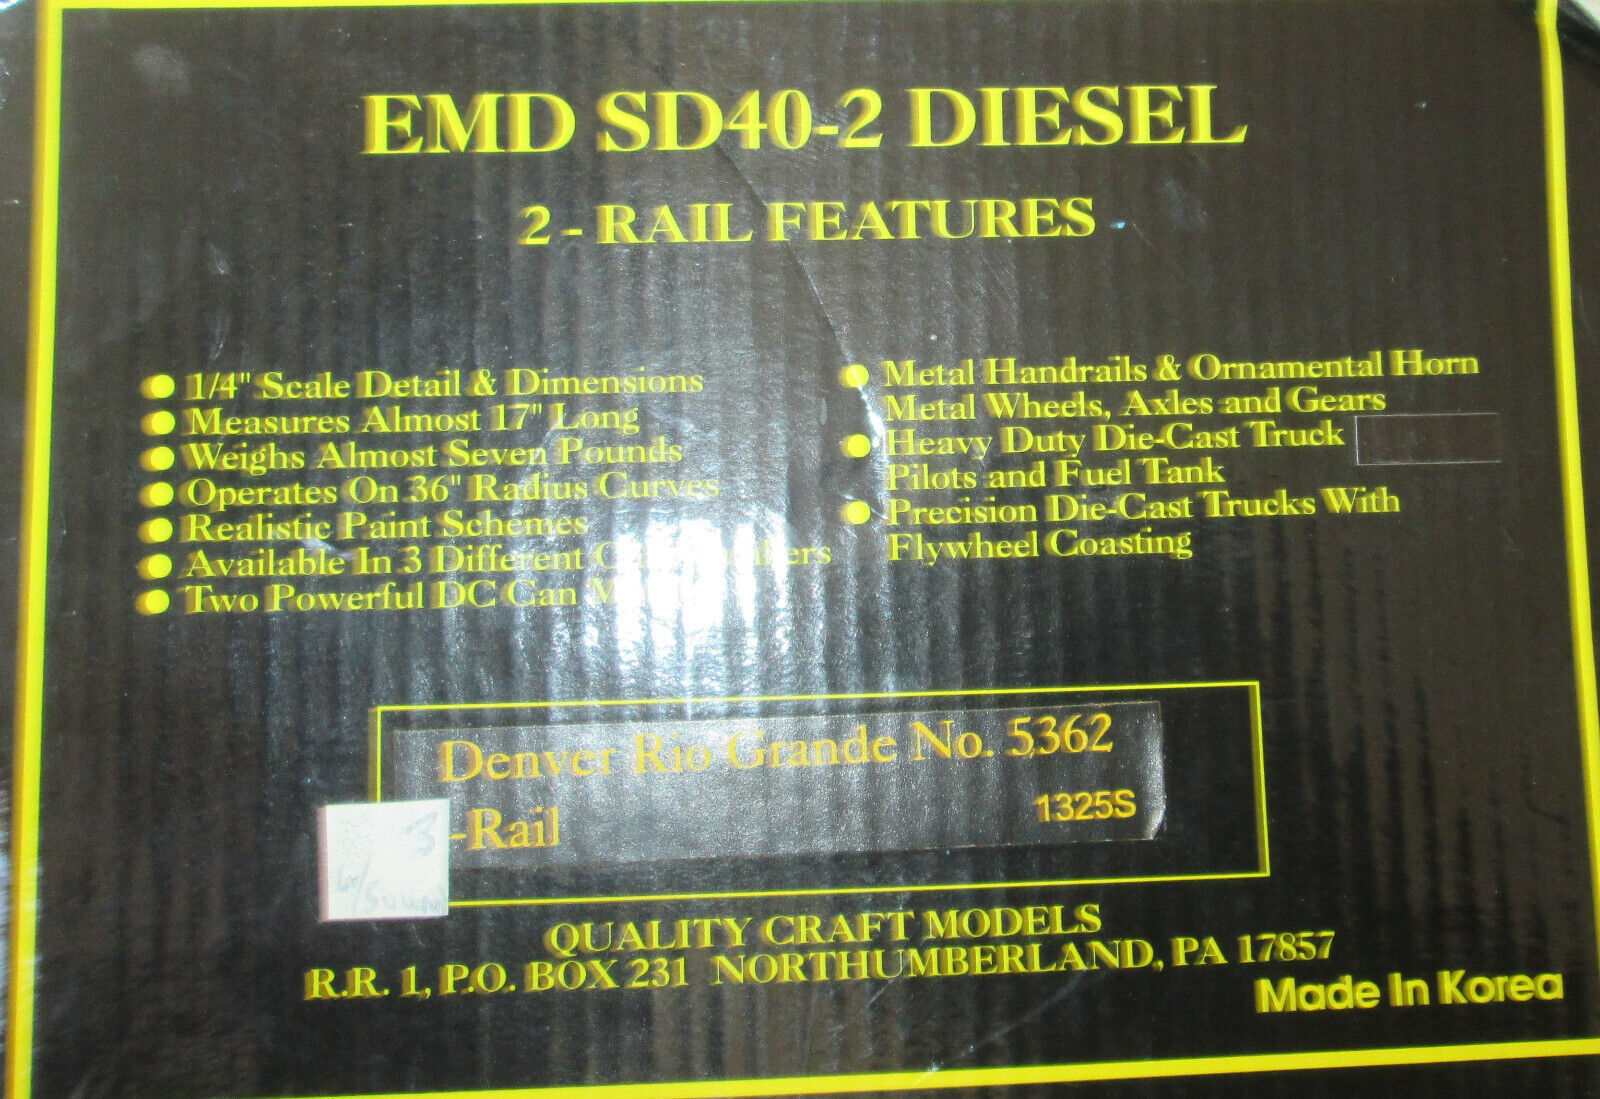 EMD SD40-2 DIESEL
2 - RAIL FEATURES
1/4" Scale Detail & Dimensions
Measures Almost 17" Long
Weighs Almost Seven Pounds
Operates On 36" Radius Curves
Realistic Paint Schemes
Available In 3 Different
Two Powerful DC Can
Metal Handrails & Ornamental Horn
Metal Wheels, Axles and Gears
Heavy Duty Die-Cast Truck
Pilots and Fuel Tank
Precision Die-Cast Trucks With
Flywheel Coasting
Denver Rio Grande No. 5362
3 -Rail 1325S
w/sound
QUALITY CRAFT MODELS
R.R. 1, P.O. BOX 231 NORTHUMBERLAND, PA 17857
Made In Korea